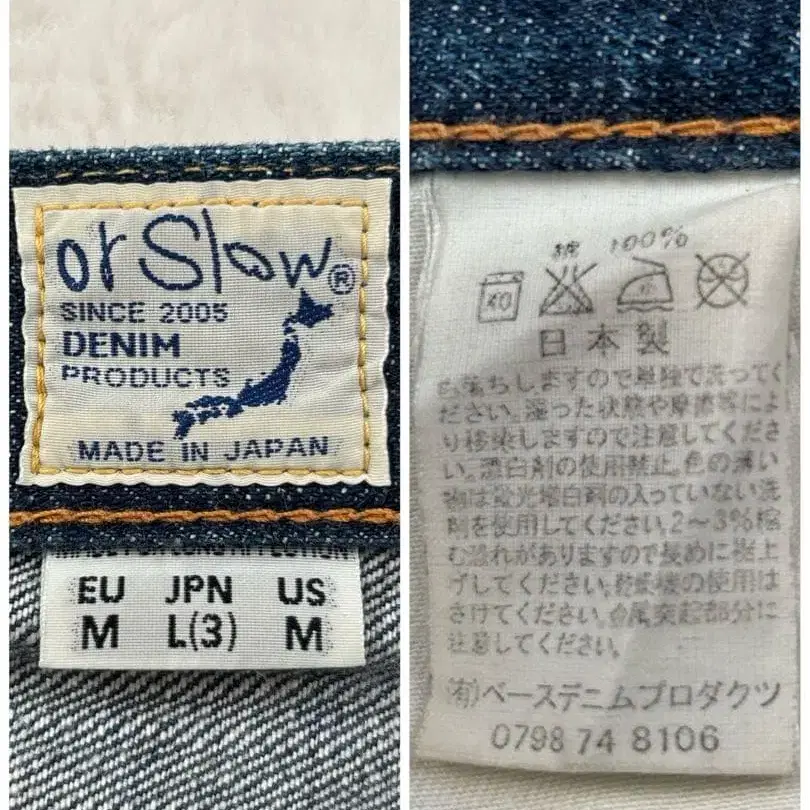 or Slow®
SINCE 2005
DENIM
PRODUCTS
MADE IN JAPAN
EU JPN US
M L(3) M
綿 100%
40
日本製
色落ちしますので単独で洗ってく
ださい。湿った状態や摩擦等によ
り移染しますので注意してくださ
い。漂白剤の使用禁止。色の薄い
物は蛍光増白剤の入っていない洗
剤を使用してください。2〜3%縮
む恐れがありますので長めに裾上
げしてください。乾燥機の使用は
さけてください。金属突起部分に
注意してください。
(有)ベースデニムプロダクツ
0798 74 8106